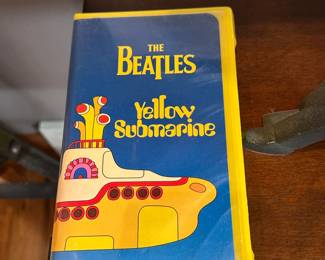 THE
BEATLES
Yellow
Submarine